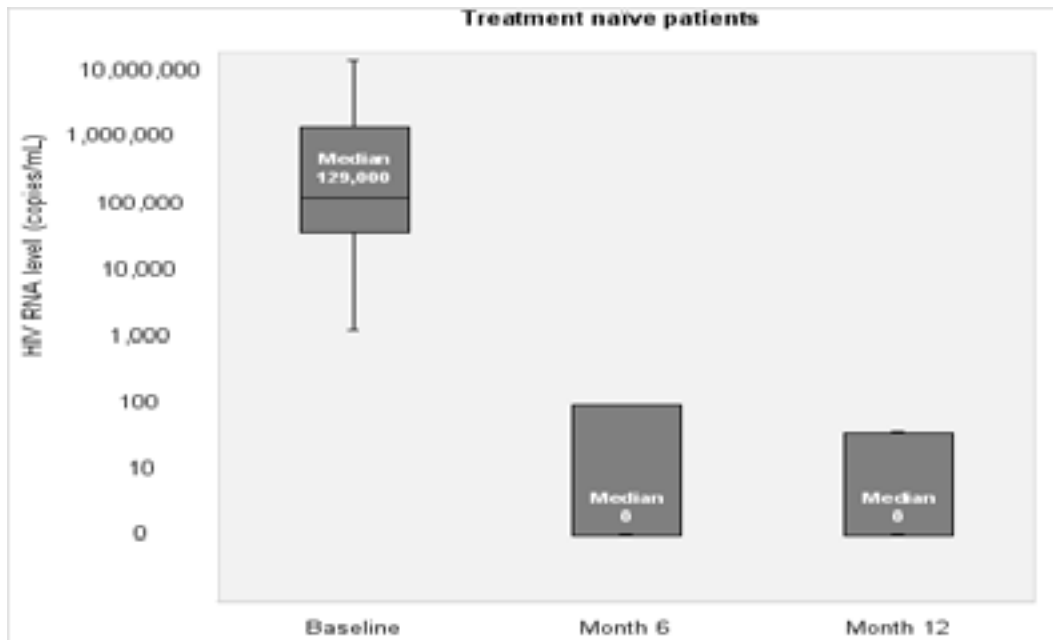 Treatment naïve patients
HIV RNA level (copies/mL)
10,000,000
1,000,000
100,000
10,000
1,000
100
10
0
Median
129,000
Median
0
Median
0
Baseline
Month 6
Month 12